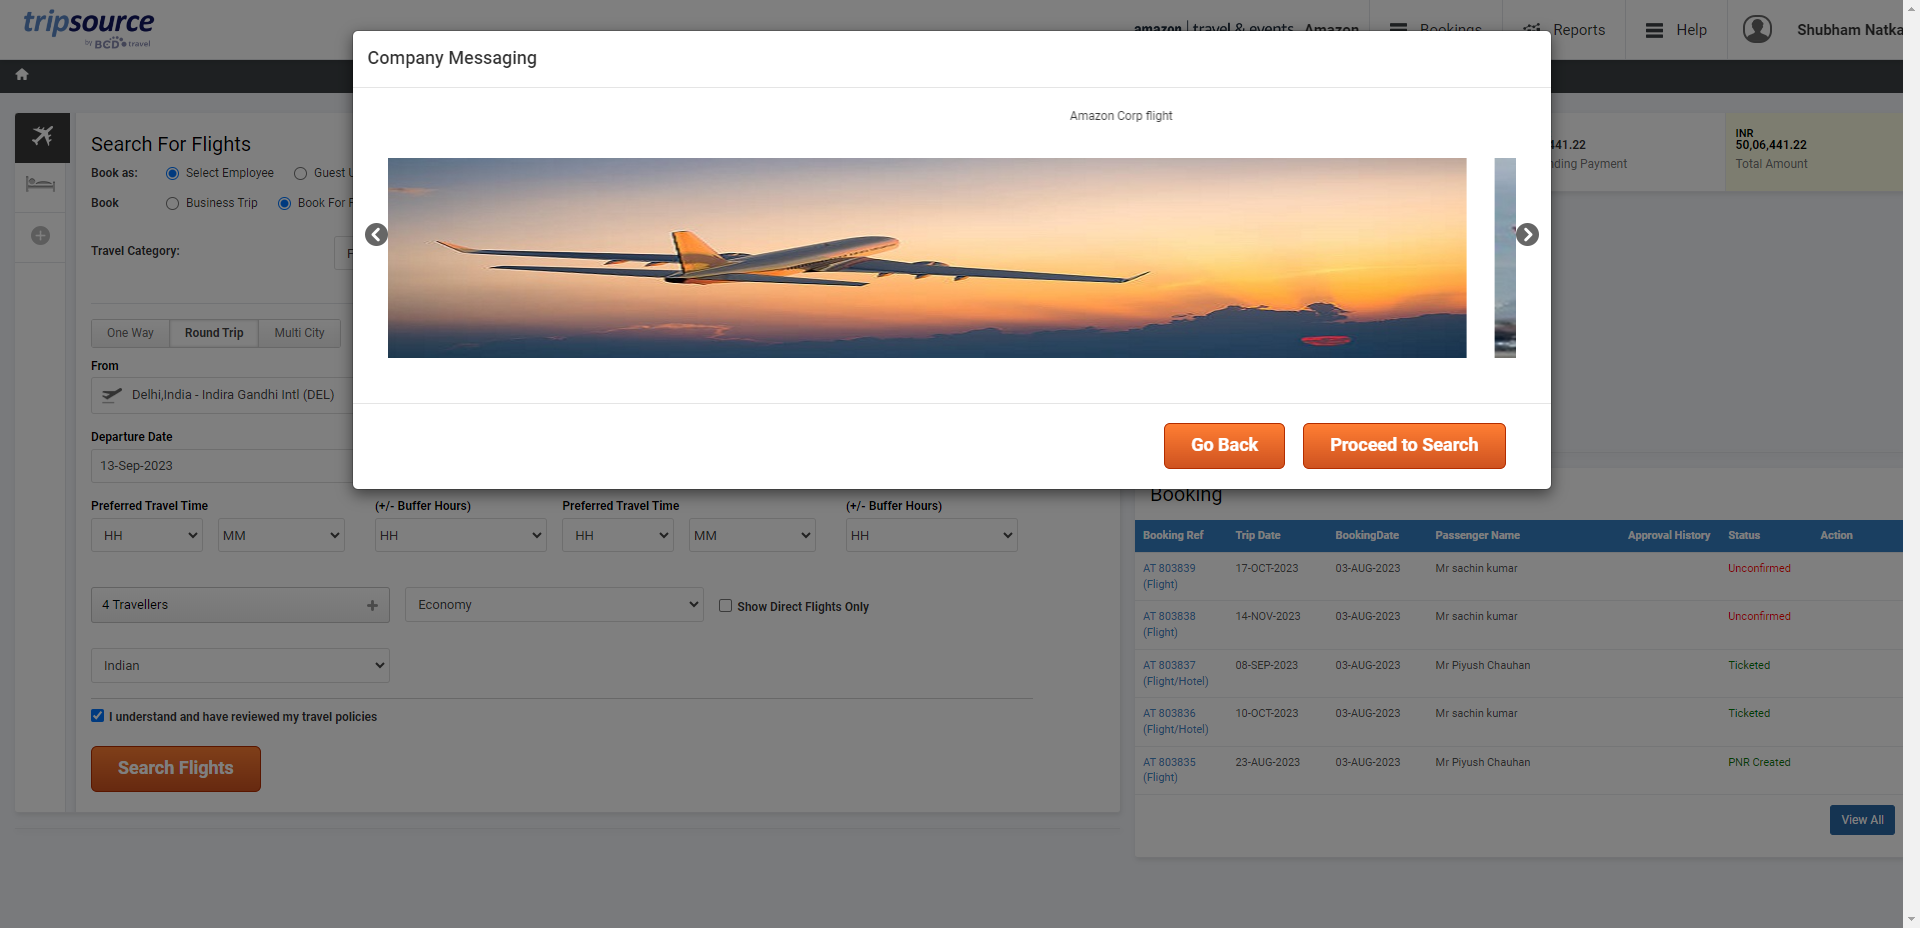 tripsource
by BCD travel
amazon | travel & events Amazon
Bookings
Reports
Help
Shubham Natka
Company Messaging
Amazon Corp flight
Go Back
Proceed to Search
Search For Flights
Book as:
Select Employee
Guest
Book
Business Trip
Book For
Travel Category:
One Way
Round Trip
Multi City
From
Delhi,India - Indira Gandhi Intl (DEL)
Departure Date
13-Sep-2023
Preferred Travel Time
(+/- Buffer Hours)
Preferred Travel Time
(+/- Buffer Hours)
HH
MM
HH
HH
MM
HH
4 Travellers
Economy
Show Direct Flights Only
Indian
I understand and have reviewed my travel policies
Search Flights
441.22
nding Payment
INR
50,06,441.22
Total Amount
Booking
Booking Ref Trip Date BookingDate Passenger Name Approval History Status Action
AT 803839 17-OCT-2023 03-AUG-2023 Mr sachin kumar Unconfirmed
(Flight)
AT 803838 14-NOV-2023 03-AUG-2023 Mr sachin kumar Unconfirmed
(Flight)
AT 803837 08-SEP-2023 03-AUG-2023 Mr Piyush Chauhan Ticketed
(Flight/Hotel)
AT 803836 10-OCT-2023 03-AUG-2023 Mr sachin kumar Ticketed
(Flight/Hotel)
AT 803835 23-AUG-2023 03-AUG-2023 Mr Piyush Chauhan PNR Created
(Flight)
View All